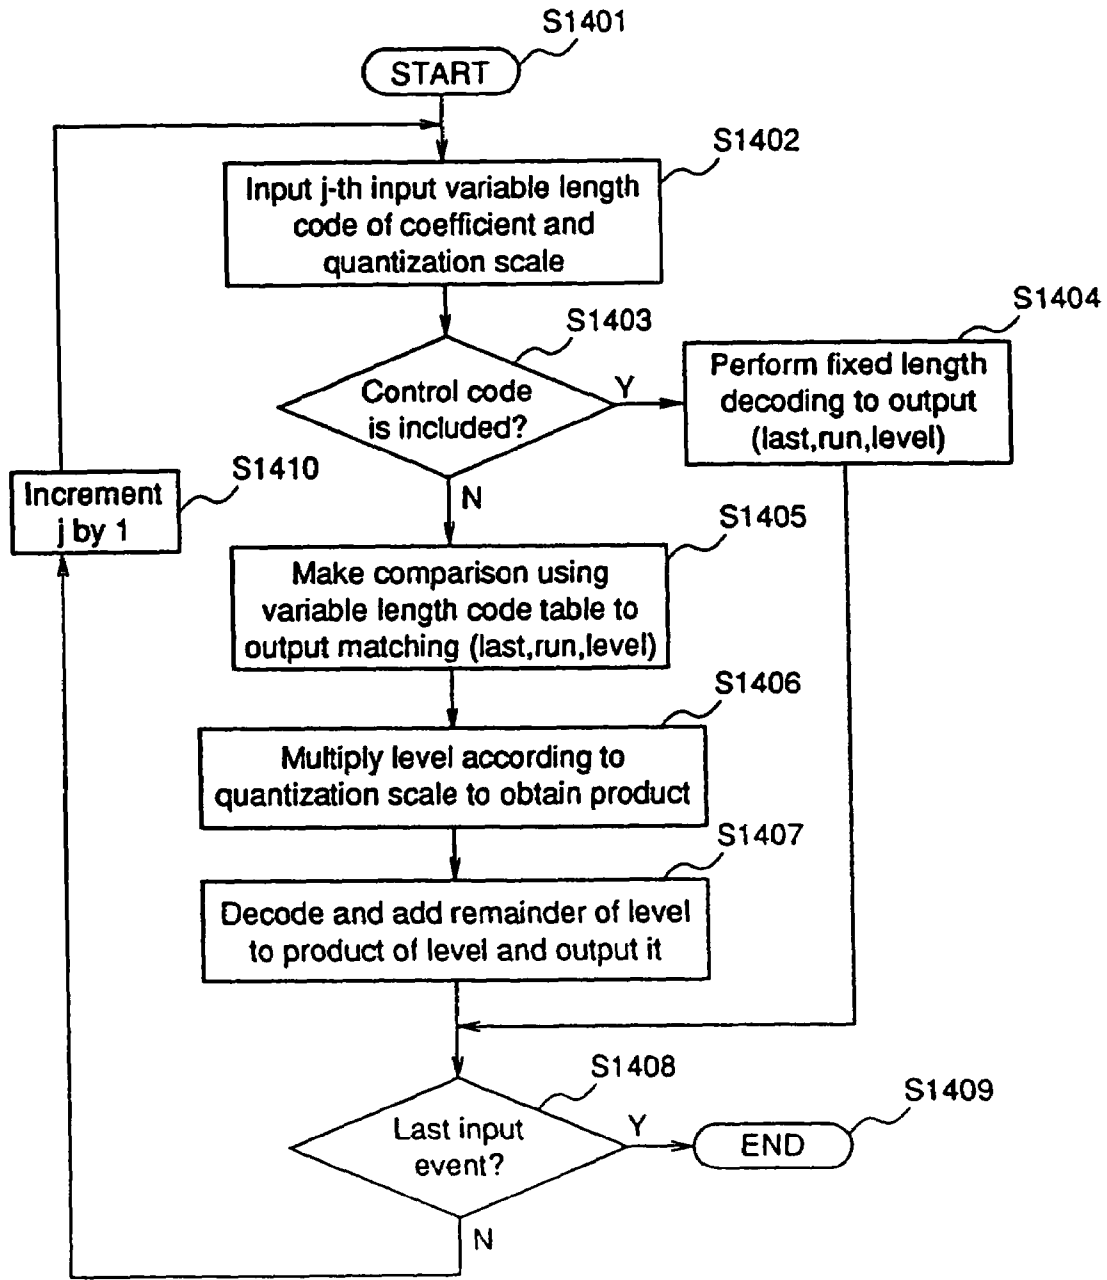 S1401
START
S1402
Input j-th input variable length
code of coefficient and
quantization scale
S1403
Control code
is included?
Y
N
S1404
Perform fixed length
decoding to output
(last,run,level)
S1410
Increment
j by 1
S1405
Make comparison using
variable length code table to
output matching (last,run,level)
S1406
Multiply level according to
quantization scale to obtain product
S1407
Decode and add remainder of level
to product of level and output it
S1408
Last input
event?
Y
N
S1409
END